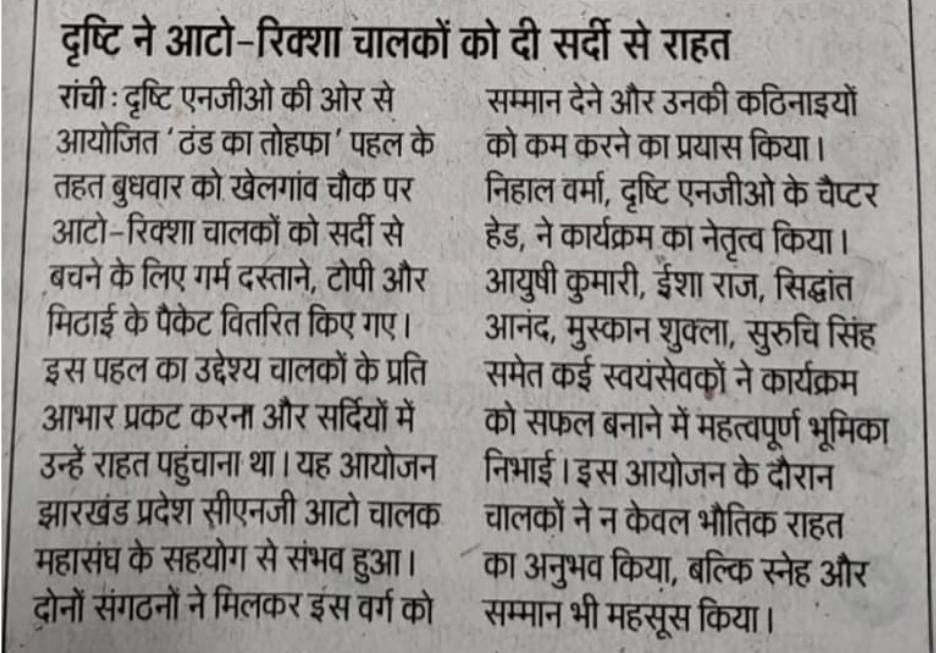 दृष्टि ने आटो-रिक्शा चालकों को दी सर्दी से राहत
रांची : दृष्टि एनजीओ की ओर से
आयोजित 'ठंड का तोहफा' पहल के
तहत बुधवार को खेलगांव चौक पर
आटो-रिक्शा चालकों को सर्दी से
बचने के लिए गर्म दस्ताने, टोपी और
मिठाई के पैकेट वितरित किए गए।
इस पहल का उद्देश्य चालकों के प्रति
आभार प्रकट करना और सर्दियों में
उन्हें राहत पहुंचाना था। यह आयोजन
झारखंड प्रदेश सीएनजी आटो चालक
महासंघ के सहयोग से संभव हुआ।
दोनों संगठनों ने मिलकर इस वर्ग को
सम्मान देने और उनकी कठिनाइयों
को कम करने का प्रयास किया।
निहाल वर्मा, दृष्टि एनजीओ के चैप्टर
हेड, ने कार्यक्रम का नेतृत्व किया।
आयुषी कुमारी, ईशा राज, सिद्धांत
आनंद, मुस्कान शुक्ला, सुरुचि सिंह
समेत कई स्वयंसेवकों ने कार्यक्रम
को सफल बनाने में महत्वपूर्ण भूमिका
निभाई। इस आयोजन के दौरान
चालकों ने न केवल भौतिक राहत
का अनुभव किया, बल्कि स्नेह और
सम्मान भी महसूस किया।